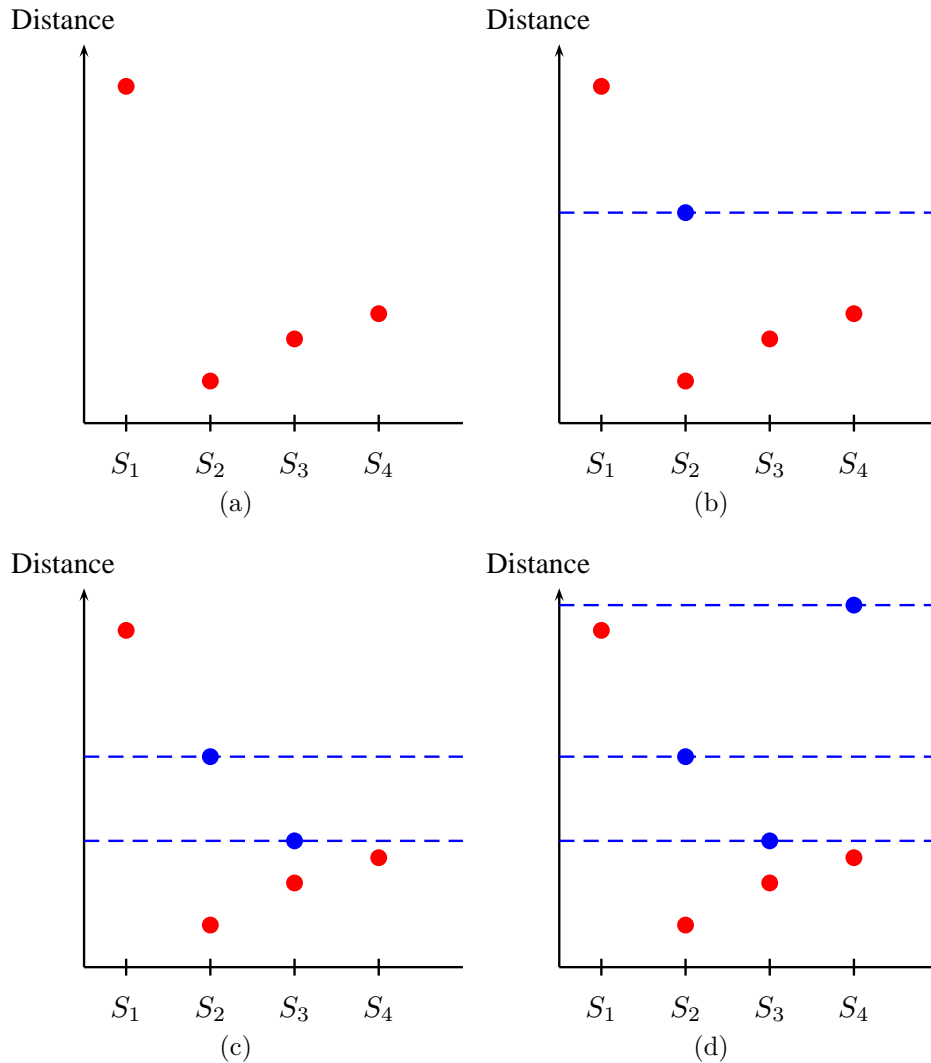 Distance Distance
S₁ S₂ S₃ S₄ S₁ S₂ S₃ S₄
(a) (b)
Distance Distance
S₁ S₂ S₃ S₄ S₁ S₂ S₃ S₄
(c) (d)